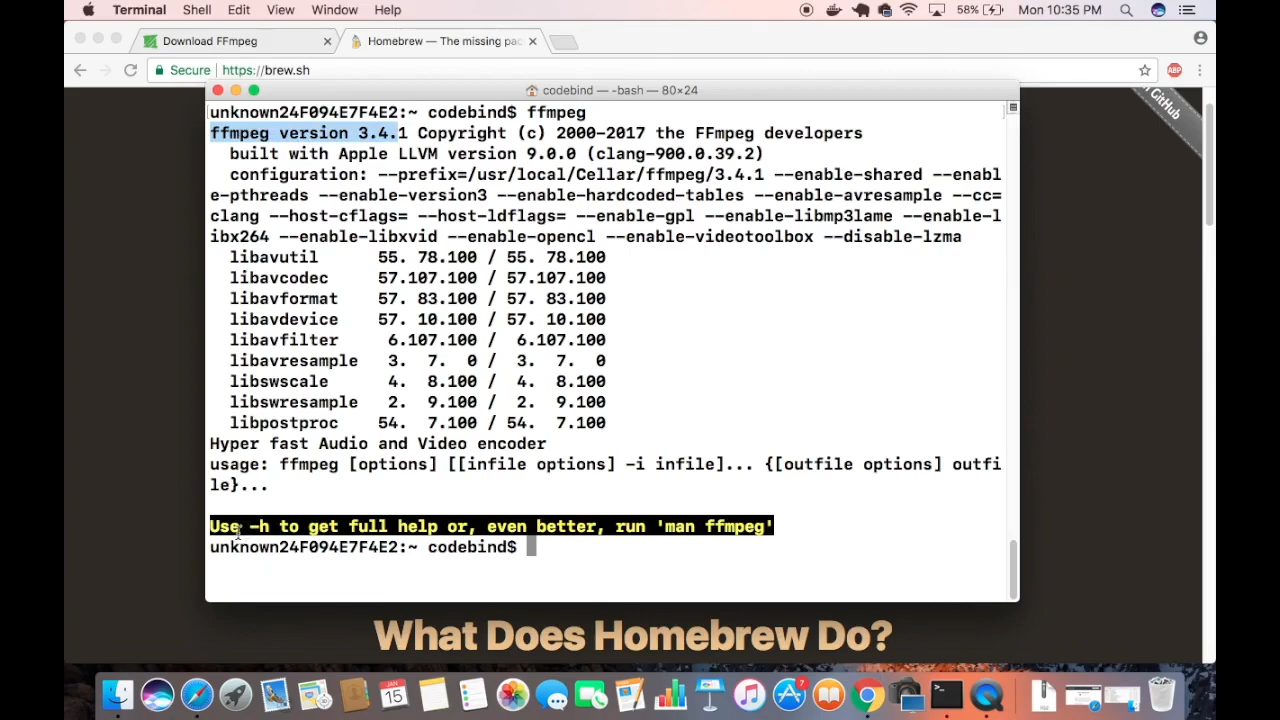 Terminal Shell Edit View Window Help 58% Mon 10:35 PM
Download FFmpeg × Homebrew — The missing pac ×
Secure https://brew.sh ABP
codebind — -bash — 80×24
GitHub
unknown24F094E7F4E2:~ codebind$ ffmpeg
ffmpeg version 3.4.1 Copyright (c) 2000-2017 the FFmpeg developers
built with Apple LLVM version 9.0.0 (clang-900.0.39.2)
configuration: --prefix=/usr/local/Cellar/ffmpeg/3.4.1 --enable-shared --enabl
e-pthreads --enable-version3 --enable-hardcoded-tables --enable-avresample --cc=
clang --host-cflags= --host-ldflags= --enable-gpl --enable-libmp3lame --enable-l
ibx264 --enable-libxvid --enable-opencl --enable-videotoolbox --disable-lzma
libavutil 55. 78.100 / 55. 78.100
libavcodec 57.107.100 / 57.107.100
libavformat 57. 83.100 / 57. 83.100
libavdevice 57. 10.100 / 57. 10.100
libavfilter 6.107.100 / 6.107.100
libavresample 3. 7. 0 / 3. 7. 0
libswscale 4. 8.100 / 4. 8.100
libswresample 2. 9.100 / 2. 9.100
libpostproc 54. 7.100 / 54. 7.100
Hyper fast Audio and Video encoder
usage: ffmpeg [options] [[infile options] -i infile]... {[outfile options] outfi
le}...
Use -h to get full help or, even better, run 'man ffmpeg'
unknown24F094E7F4E2:~ codebind$
What Does Homebrew Do?
15